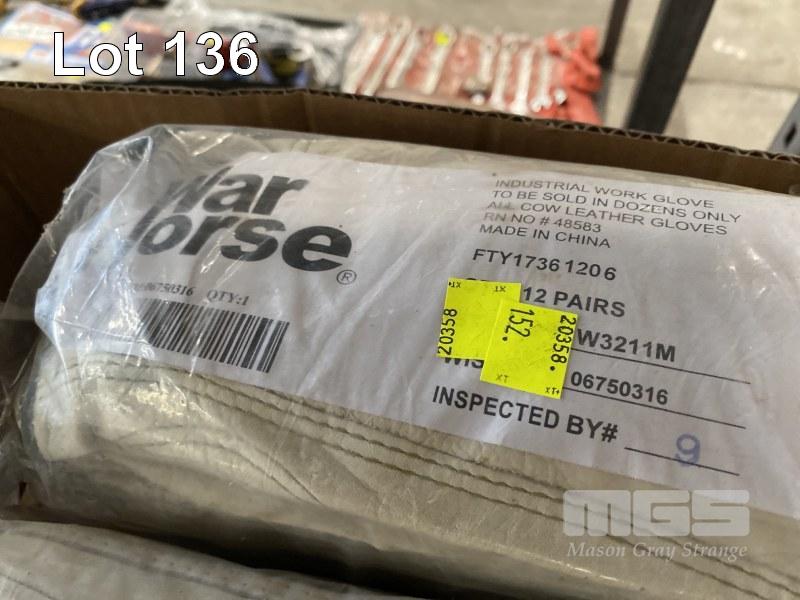 Lot 136
War
Horse®
06750316 QTY:1
INDUSTRIAL WORK GLOVE
TO BE SOLD IN DOZENS ONLY
ALL COW LEATHER GLOVES
RN NO # 48583
MADE IN CHINA
FTY17361206
12 PAIRS
W3211M
06750316
INSPECTED BY# 9
20358
152.
20358.
MGS
Mason Gray Strange